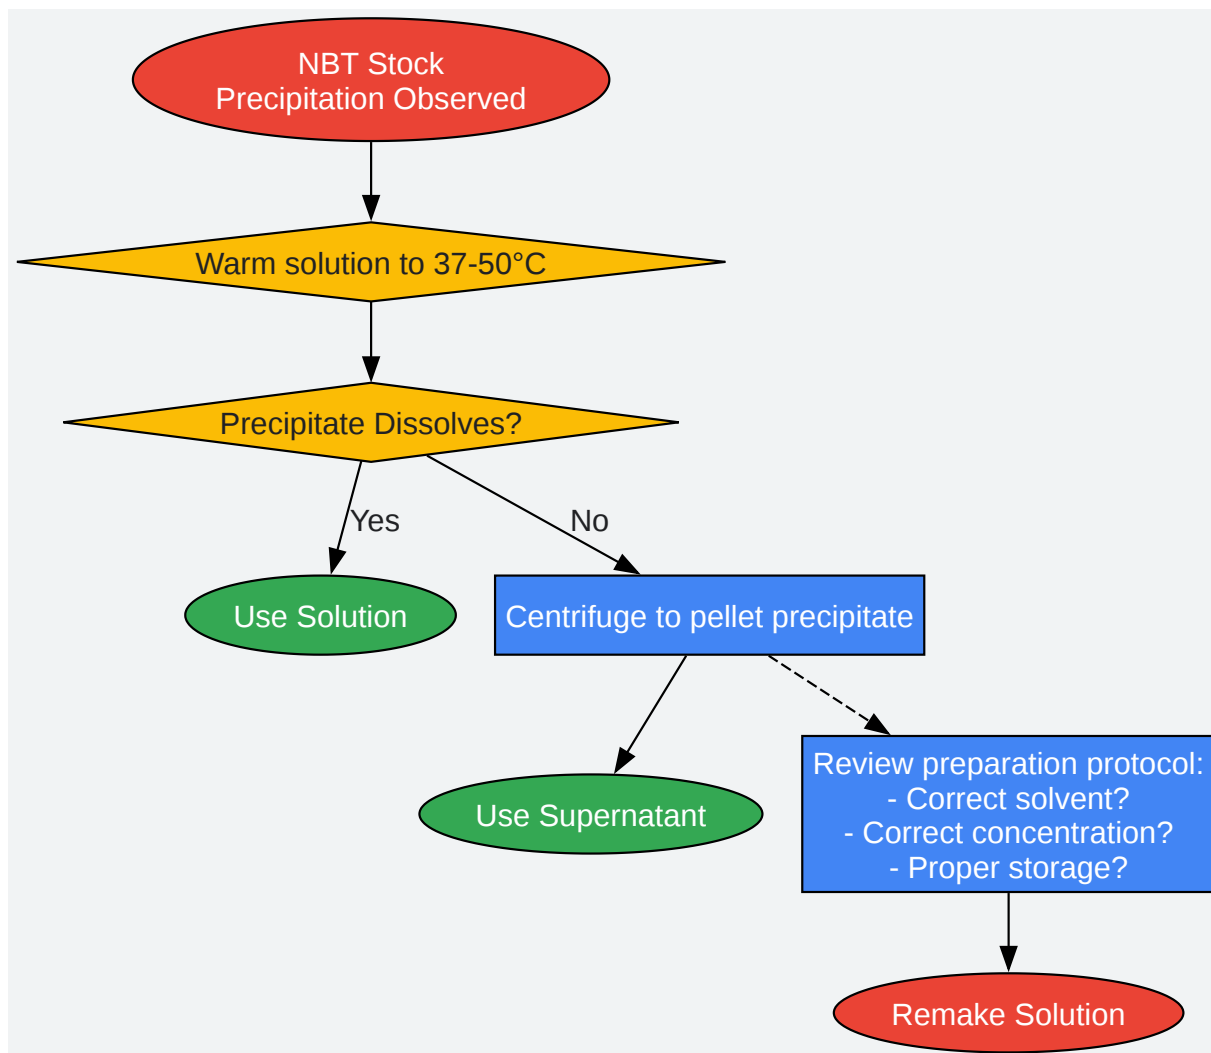 NBT Stock
Precipitation Observed
Warm solution to 37-50°C
Precipitate Dissolves?
Yes
No
Use Solution
Centrifuge to pellet precipitate
Use Supernatant
Review preparation protocol:
- Correct solvent?
- Correct concentration?
- Proper storage?
Remake Solution